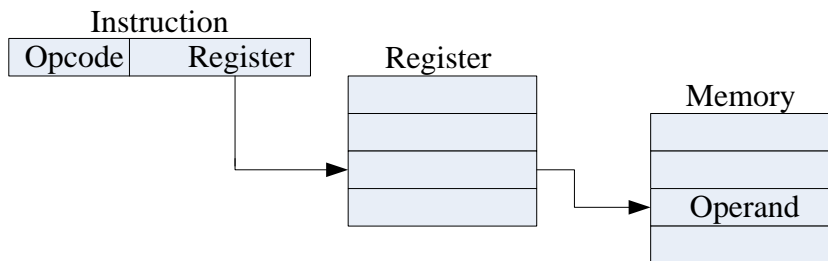 Instruction
Opcode Register
Register
Memory
Operand